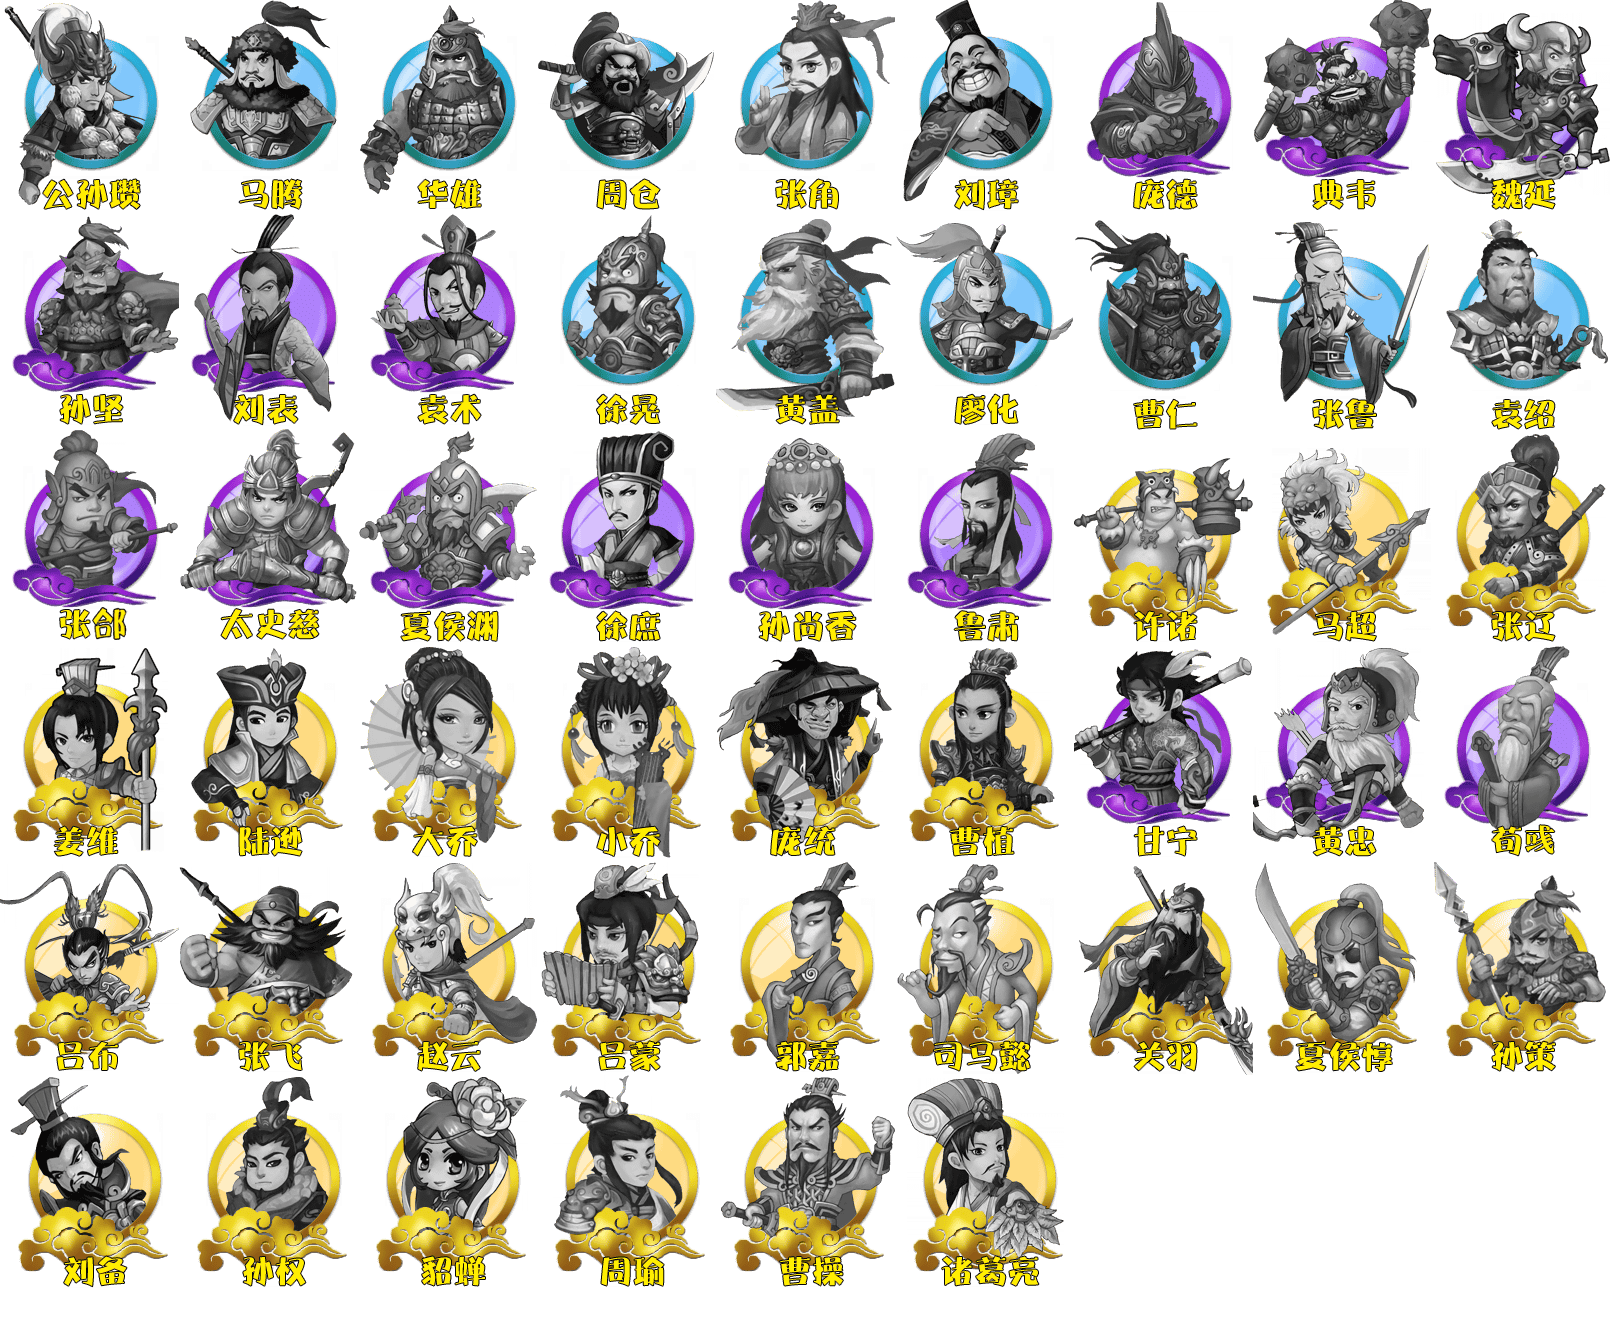 公孙瓒 马腾 华雄 周仓 张角 刘璋 庞德 典韦 魏延
孙坚 刘表 袁术 徐晃 黄盖 廖化 曹仁 张鲁 袁绍
张郃 太史慈 夏侯渊 徐庶 孙尚香 鲁肃 许诸 马超 张辽
姜维 陆逊 大乔 小乔 庞统 曹植 甘宁 黄忠 荀彧
吕布 张飞 赵云 吕蒙 郭嘉 司马懿 关羽 夏侯惇 孙策
刘备 孙权 貂蝉 周瑜 曹操 诸葛亮